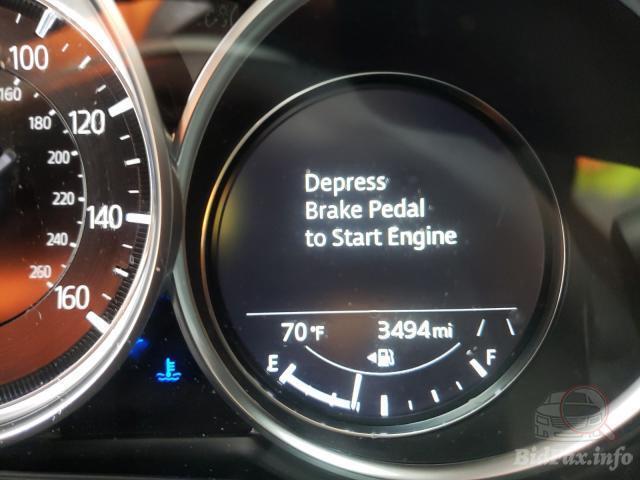 100
120
140
160
160
180
200
220
240
260
Depress
Brake Pedal
to Start Engine
70°F 3494mi
E F
BidFax.info